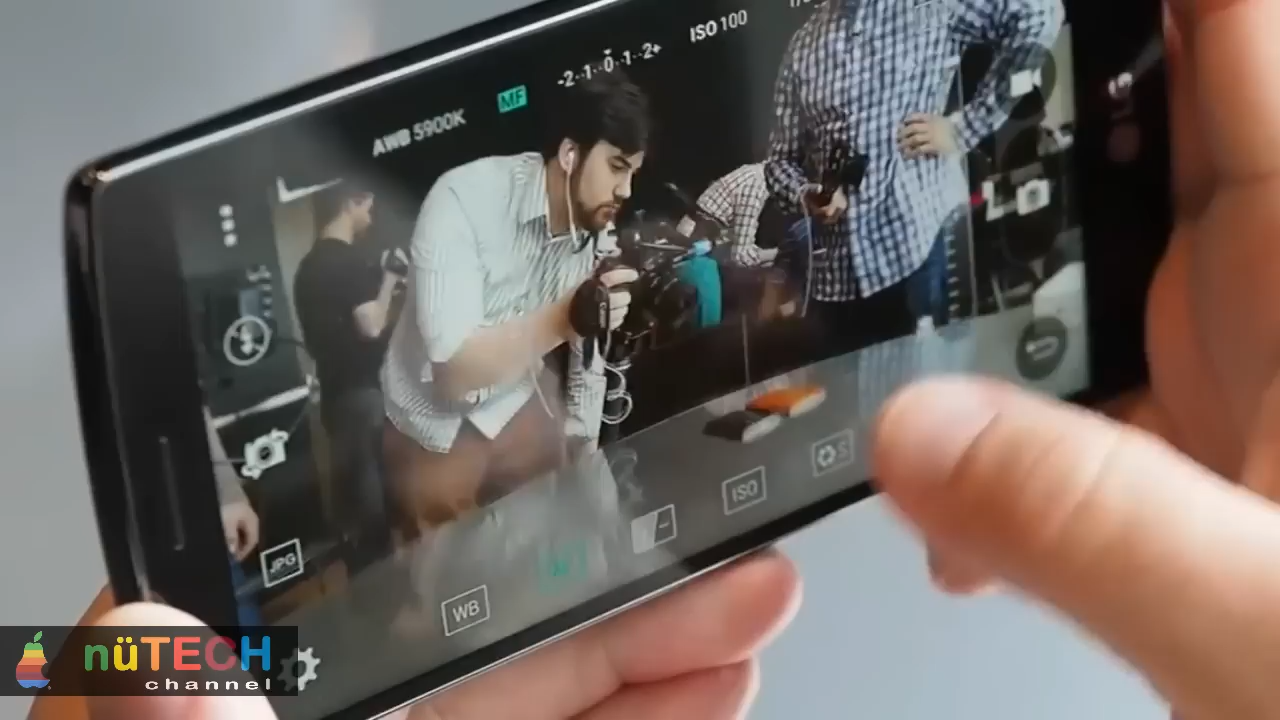 ISO 100
-2··1··0··1··2+
MF
AWB 5900K
JPG
WB
ISO
S
nüTECH
channel